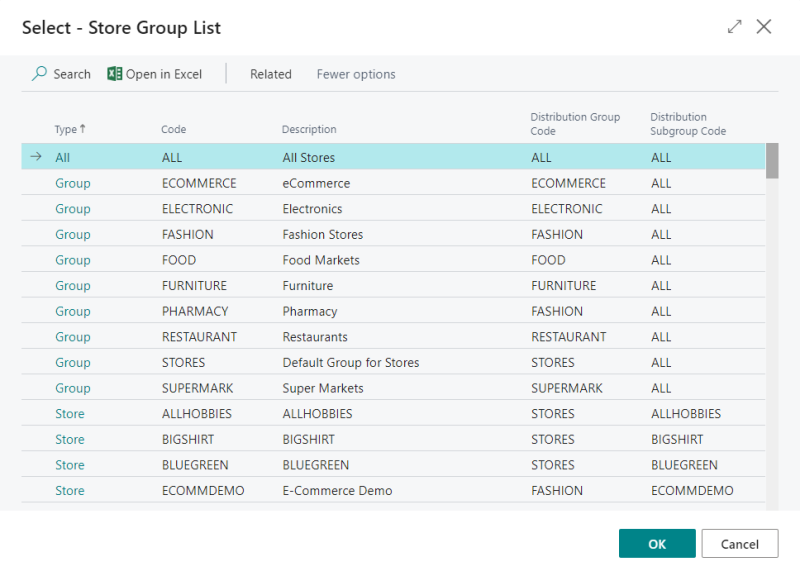 Select - Store Group List
Search Open in Excel Related Fewer options
Type↑ Code Description Distribution Group Code Distribution Subgroup Code
All ALL All Stores ALL ALL
Group ECOMMERCE eCommerce ECOMMERCE ALL
Group ELECTRONIC Electronics ELECTRONIC ALL
Group FASHION Fashion Stores FASHION ALL
Group FOOD Food Markets FOOD ALL
Group FURNITURE Furniture FURNITURE ALL
Group PHARMACY Pharmacy FASHION ALL
Group RESTAURANT Restaurants RESTAURANT ALL
Group STORES Default Group for Stores STORES ALL
Group SUPERMARK Super Markets SUPERMARK ALL
Store ALLHOBBIES ALLHOBBIES STORES ALLHOBBIES
Store BIGSHIRT BIGSHIRT STORES BIGSHIRT
Store BLUEGREEN BLUEGREEN STORES BLUEGREEN
Store ECOMMDEMO E-Commerce Demo FASHION ECOMMDEMO
OK Cancel